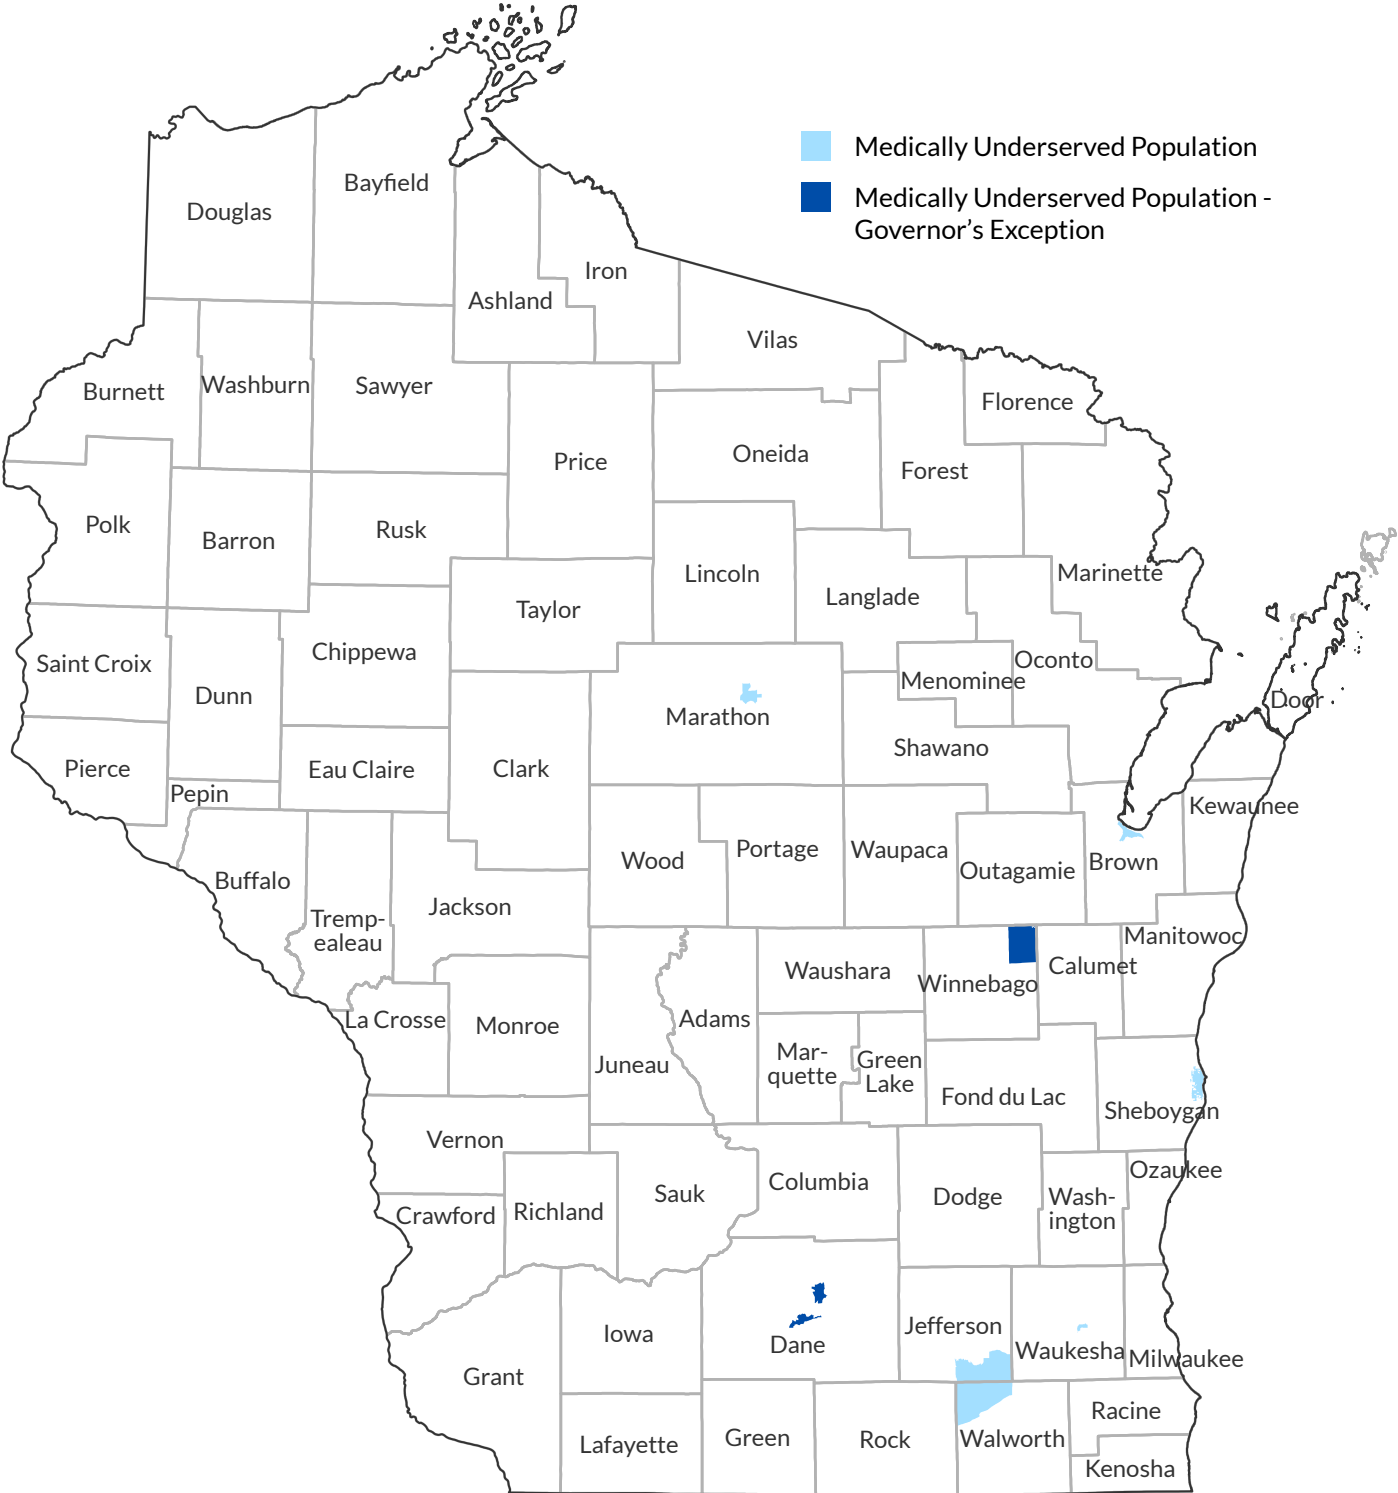 Medically Underserved Population
Medically Underserved Population -
Governor's Exception
Bayfield
Douglas
Iron
Ashland
Vilas
Burnett
Washburn
Sawyer
Florence
Price
Oneida
Forest
Polk
Barron
Rusk
Lincoln
Marinette
Langlade
Taylor
Saint Croix
Chippewa
Oconto
Menominee
Dunn
Door
Marathon
Shawano
Pierce
Eau Claire
Clark
Pepin
Kewaunee
Wood
Portage
Waupaca
Outagamie
Brown
Buffalo
Jackson
Tremp-
ealeau
Manitowoc
Waushara
Calumet
Winnebago
La Crosse
Monroe
Adams
Juneau
Mar-
quette
Green
Lake
Fond du Lac
Sheboygan
Vernon
Ozaukee
Columbia
Sauk
Dodge
Wash-
ington
Crawford
Richland
Iowa
Dane
Jefferson
Waukesha
Milwaukee
Grant
Racine
Lafayette
Green
Rock
Walworth
Kenosha